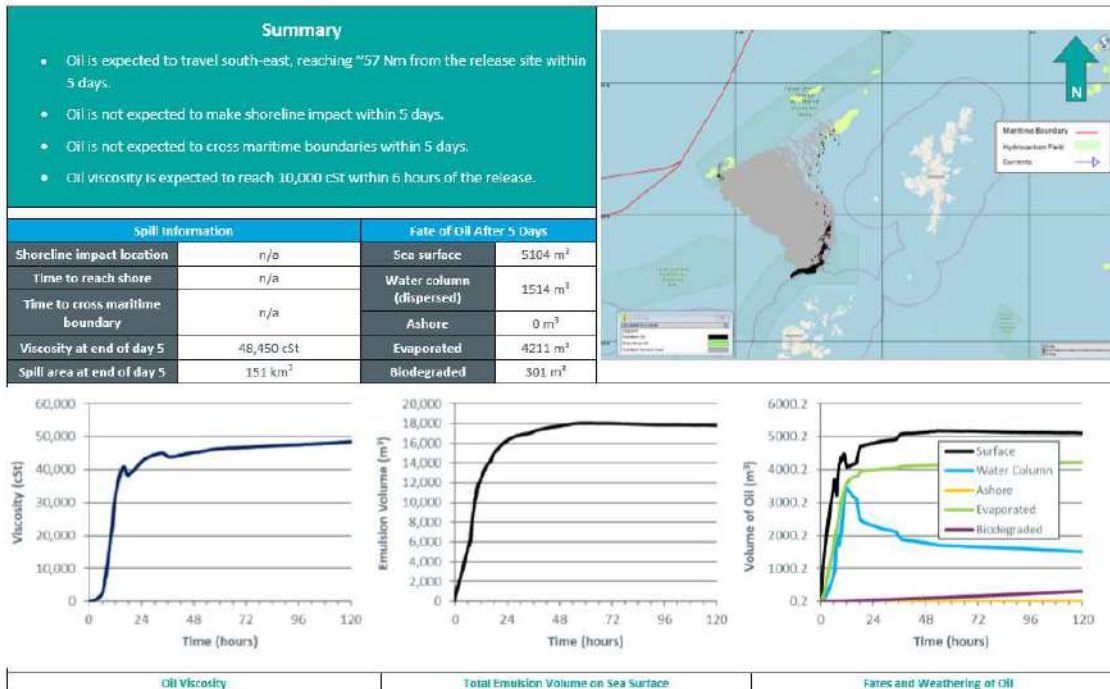 Summary
• Oil is expected to travel south-east, reaching ~57 Nm from the release site within
5 days.
• Oil is not expected to make shoreline impact within 5 days.
• Oil is not expected to cross maritime boundaries within 5 days.
• Oil viscosity is expected to reach 10,000 cSt within 6 hours of the release.
N
Maritime Boundary
Hydrocarbon Field
Currents
Spill Information
Fate of Oil After 5 Days
Shoreline impact location n/a
Sea surface 5104 m³
Time to reach shore n/a
Water column
(dispersed) 1514 m³
Time to cross maritime
boundary n/a
Ashore 0 m³
Viscosity at end of day 5 48,450 cSt
Evaporated 4211 m³
Spill area at end of day 5 151 km²
Biodegraded 301 m³
60,000
50,000
40,000
30,000
20,000
10,000
0
Viscosity (cSt)
0 24 48 72 96 120
Time (hours)
Oil Viscosity
20,000
18,000
16,000
14,000
12,000
10,000
8,000
6,000
4,000
2,000
0
Emulsion Volume (m³)
0 24 48 72 96 120
Time (hours)
Total Emulsion Volume on Sea Surface
6000.2
5000.2
4000.2
3000.2
2000.2
1000.2
0.2
Volume of Oil (m³)
Surface
Water Column
Ashore
Evaporated
Biodegraded
0 24 48 72 96 120
Time (hours)
Fates and Weathering of Oil